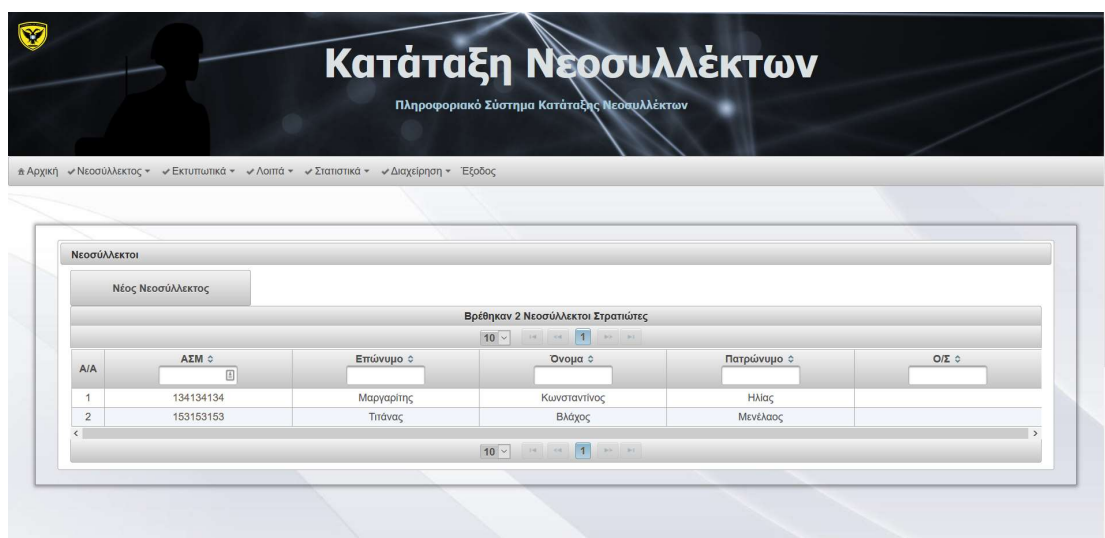 Κατάταξη Νεοσυλλέκτων
Πληροφοριακό Σύστημα Κατάταξης Νεοσυλλέκτων
Αρχική Νεοσύλλεκτος Εκτυπωτικά Λοιπά Στατιστικά Διαχείρηση Έξοδος
Νεοσύλλεκτοι
Νέος Νεοσύλλεκτος
Βρέθηκαν 2 Νεοσύλλεκτοι Στρατιώτες
10 1
Α/Α ΑΣΜ Επώνυμο Όνομα Πατρώνυμο Ο/Σ
1 134134134 Μαργαρίτης Κωνσταντίνος Ηλίας
2 153153153 Τιτάνας Βλάχος Μενέλαος
10 1